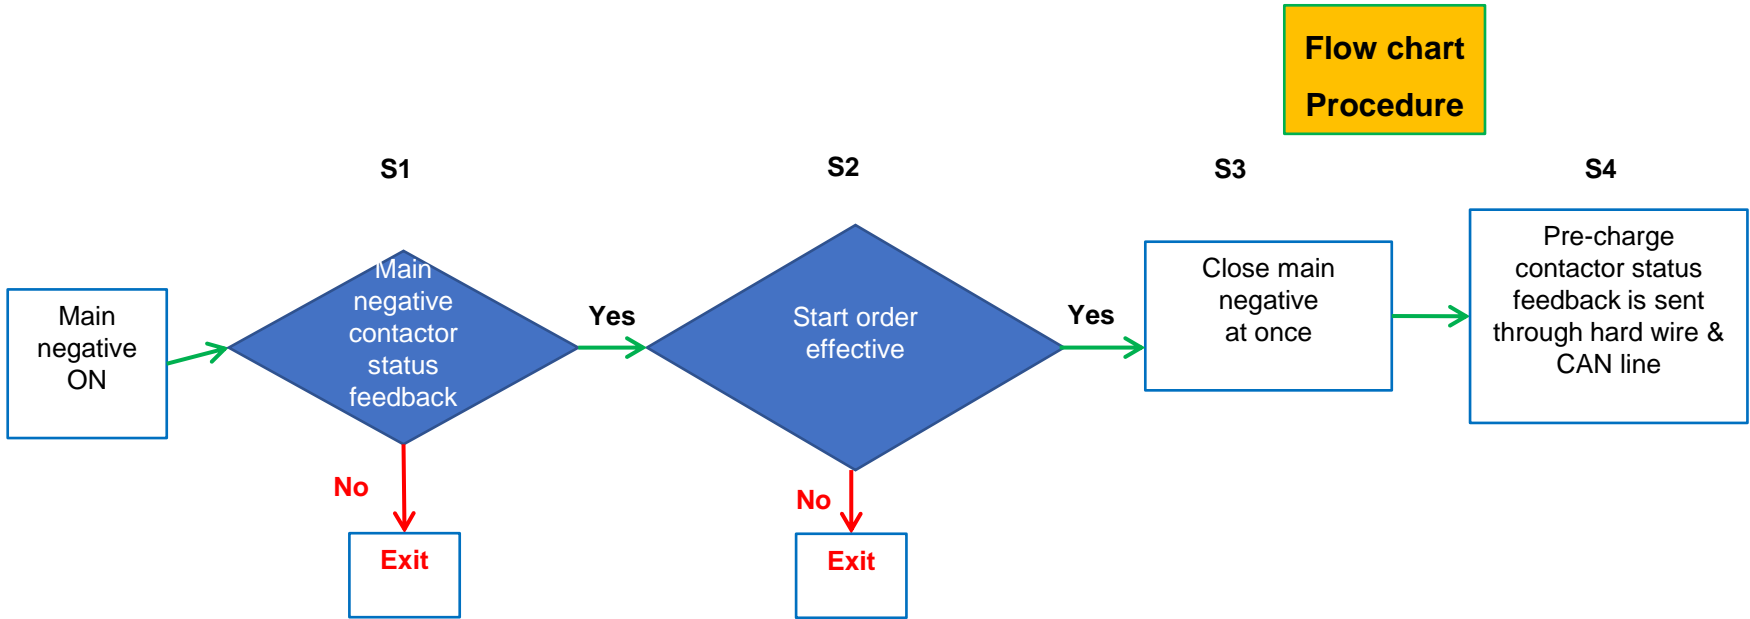 Flow chart
Procedure
S1
S2
S3
S4
Main
negative
ON
Main
negative
contactor
status
feedback
Yes
Start order
effective
Yes
Close main
negative
at once
Pre-charge
contactor status
feedback is sent
through hard wire &
CAN line
No
Exit
No
Exit